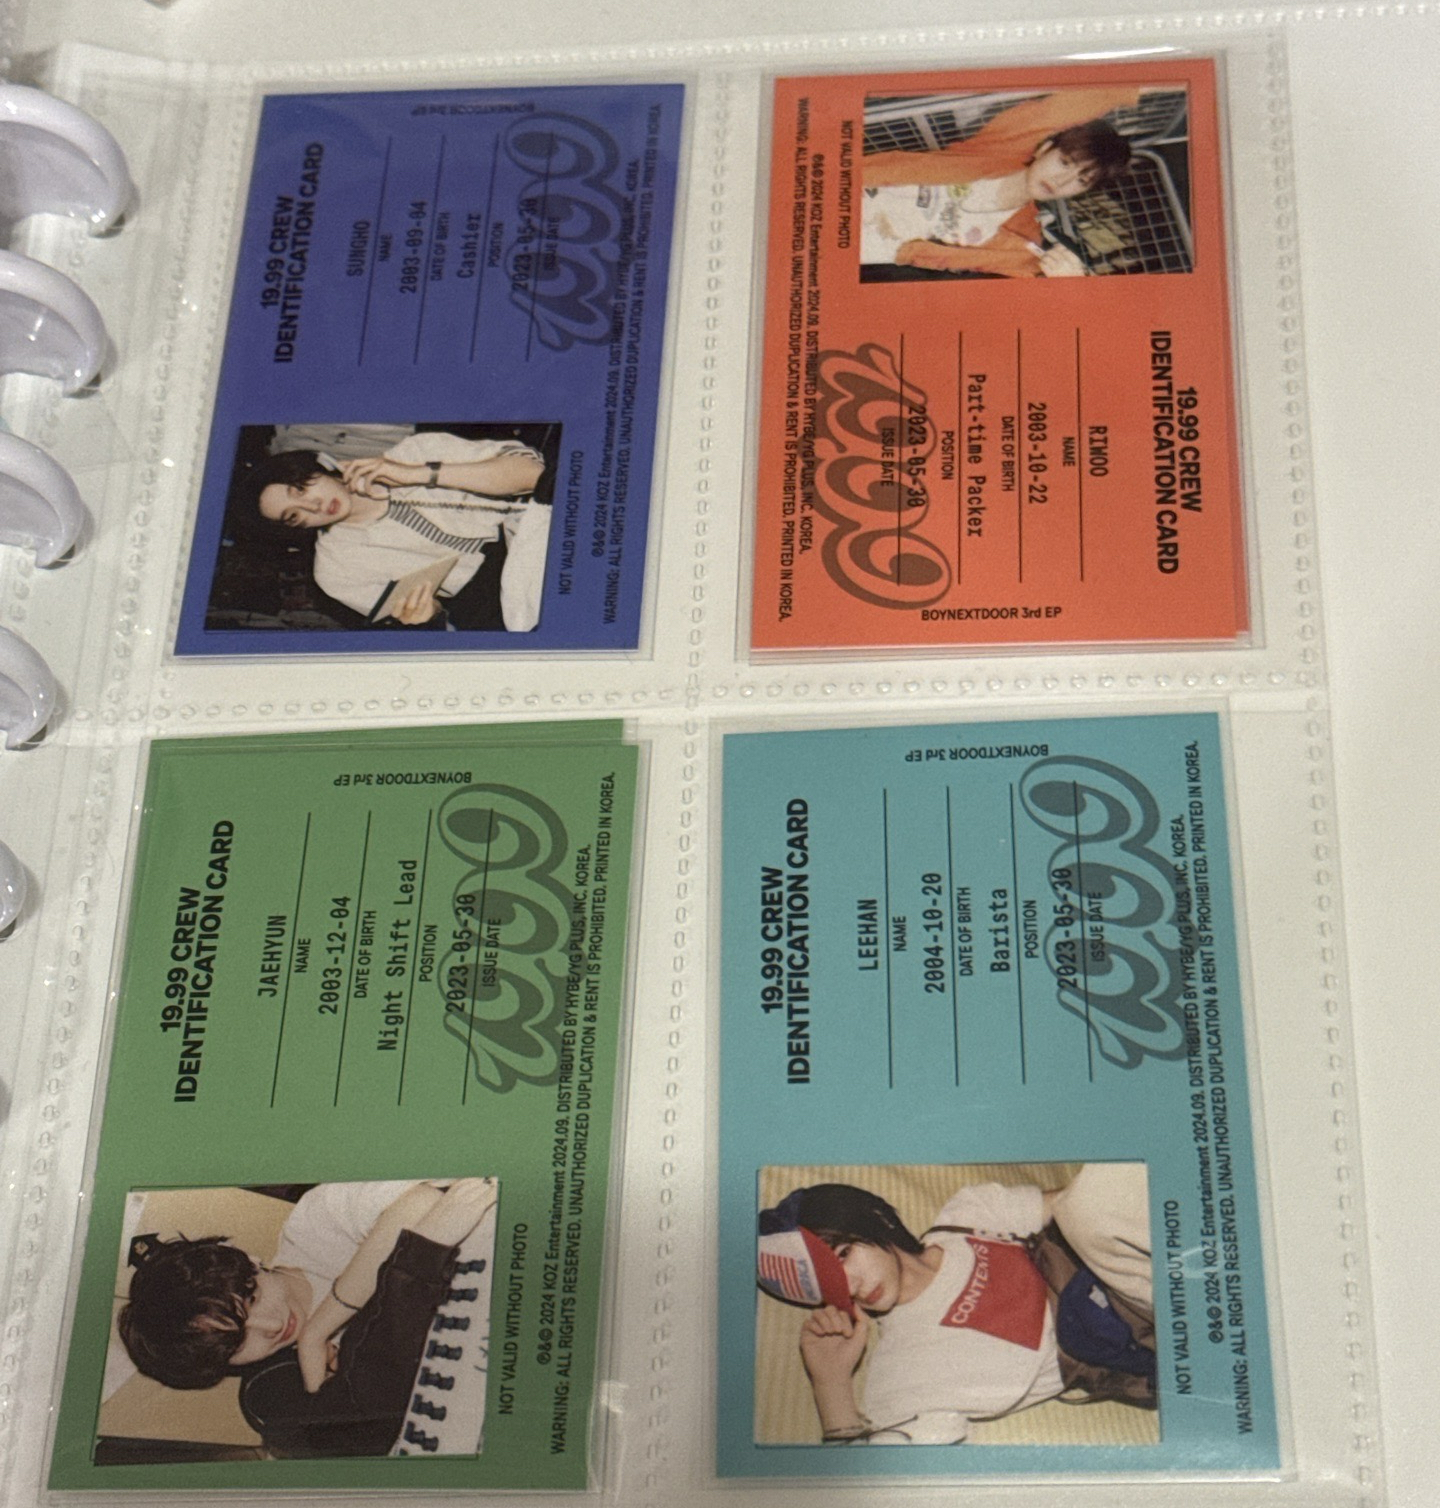 19.99 CREW
IDENTIFICATION CARD
SUNGHO
NAME
2003-09-04
DATE OF BIRTH
Cashier
POSITION
2023-05-30
ISSUE DATE
BOYNEXTDOOR 3rd EP
NOT VALID WITHOUT PHOTO
℗&© 2024 KOZ Entertainment 2024.09. DISTRIBUTED BY HYBE/YG PLUS, INC. KOREA.
WARNING: ALL RIGHTS RESERVED. UNAUTHORIZED DUPLICATION & RENT IS PROHIBITED. PRINTED IN KOREA
19.99 CREW
IDENTIFICATION CARD
RIWOO
NAME
2003-10-22
DATE OF BIRTH
Part-time Packer
POSITION
2023-05-30
ISSUE DATE
BOYNEXTDOOR 3rd EP
NOT VALID WITHOUT PHOTO
℗&© 2024 KOZ Entertainment 2024.09. DISTRIBUTED BY HYBE/YG PLUS, INC. KOREA.
WARNING: ALL RIGHTS RESERVED. UNAUTHORIZED DUPLICATION & RENT IS PROHIBITED. PRINTED IN KOREA.
19.99 CREW
IDENTIFICATION CARD
JAEHYUN
NAME
2003-12-04
DATE OF BIRTH
Night Shift Lead
POSITION
2023-05-30
ISSUE DATE
BOYNEXTDOOR 3rd EP
NOT VALID WITHOUT PHOTO
℗&© 2024 KOZ Entertainment 2024.09. DISTRIBUTED BY HYBE/YG PLUS, INC. KOREA.
WARNING: ALL RIGHTS RESERVED. UNAUTHORIZED DUPLICATION & RENT IS PROHIBITED. PRINTED IN KOREA.
19.99 CREW
IDENTIFICATION CARD
LEEHAN
NAME
2004-10-20
DATE OF BIRTH
Barista
POSITION
2023-05-30
ISSUE DATE
BOYNEXTDOOR 3rd EP
CONTENTS
NOT VALID WITHOUT PHOTO
℗&© 2024 KOZ Entertainment 2024.09. DISTRIBUTED BY HYBE/YG PLUS, INC. KOREA.
WARNING: ALL RIGHTS RESERVED. UNAUTHORIZED DUPLICATION & RENT IS PROHIBITED. PRINTED IN KOREA.